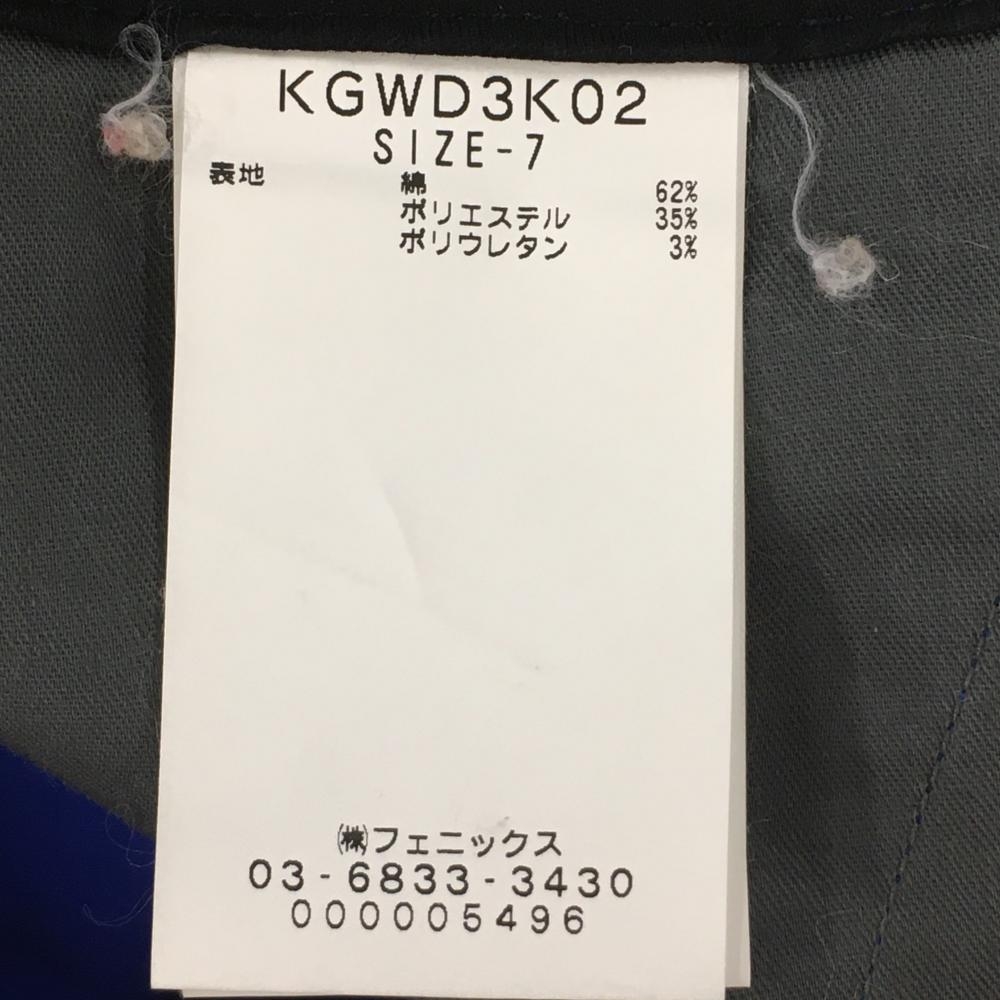 KGWD3K02
SIZE-7
表地 綿 62%
ポリエステル 35%
ポリウレタン 3%
㈱フェニックス
03-6833-3430
000005496